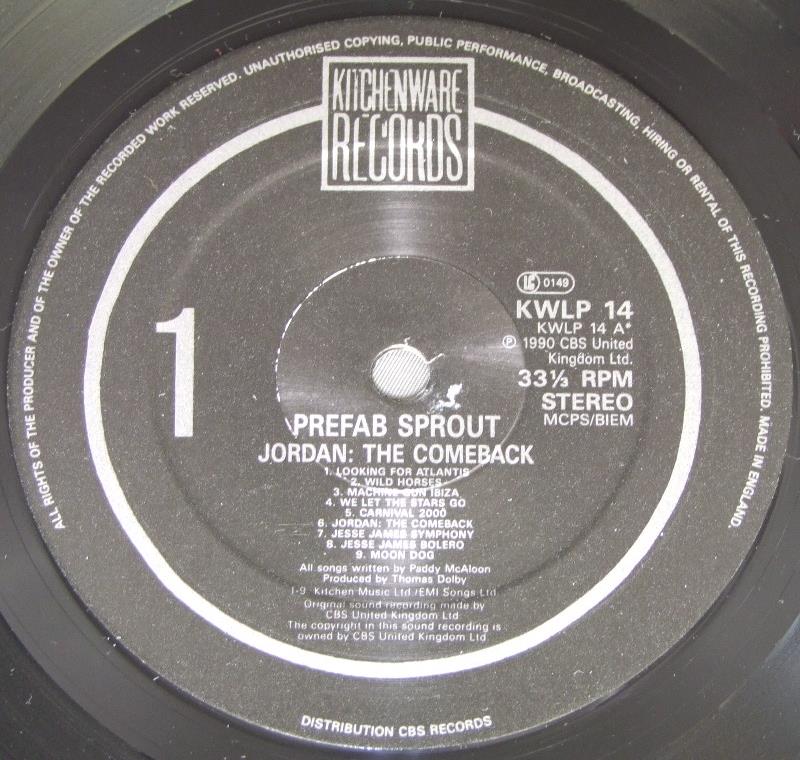 ALL RIGHTS OF THE PRODUCER AND OF THE OWNER OF THE RECORDED WORK RESERVED. UNAUTHORISED COPYING, PUBLIC PERFORMANCE, BROADCASTING, HIRING OR RENTAL OF THIS RECORDING PROHIBITED. MADE IN ENGLAND.
KITCHENWARE
RECORDS
1
LC 0149
KWLP 14
KWLP 14 A*
℗ 1990 CBS United
Kingdom Ltd.
33⅓ RPM
STEREO
MCPS/BIEM
PREFAB SPROUT
JORDAN: THE COMEBACK
1. LOOKING FOR ATLANTIS
2. WILD HORSES
3. MACHINE GUN IBIZA
4. WE LET THE STARS GO
5. CARNIVAL 2000
6. JORDAN: THE COMEBACK
7. JESSE JAMES SYMPHONY
8. JESSE JAMES BOLERO
9. MOON DOG
All songs written by Paddy McAloon
Produced by Thomas Dolby
1-9 Kitchen Music Ltd /EMI Songs Ltd
Original sound recording made by
CBS United Kingdom Ltd
The copyright in this sound recording is
owned by CBS United Kingdom Ltd
DISTRIBUTION CBS RECORDS